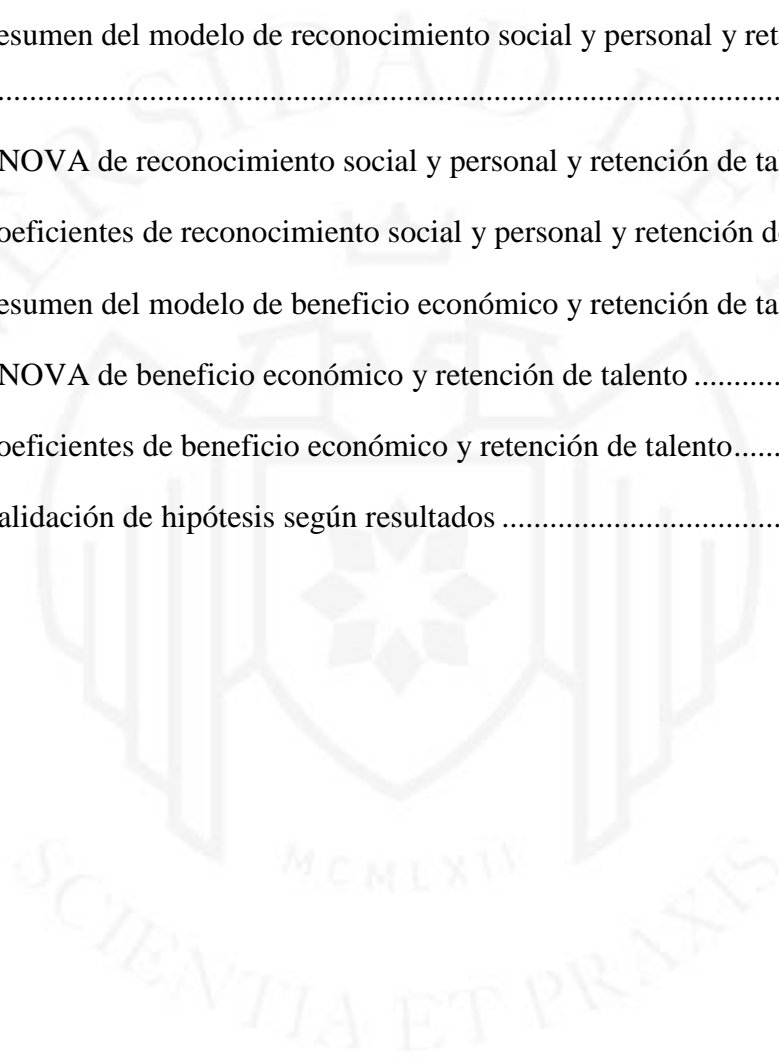 esumen del modelo de reconocimiento social y personal y ret
................................................................................
NOVA de reconocimiento social y personal y retención de ta
oeficientes de reconocimiento social y personal y retención d
esumen del modelo de beneficio económico y retención de ta
NOVA de beneficio económico y retención de talento ...........
oeficientes de beneficio económico y retención de talento......
alidación de hipótesis según resultados .................................
MCMLXII
SCIENTIA ET PRAXIS